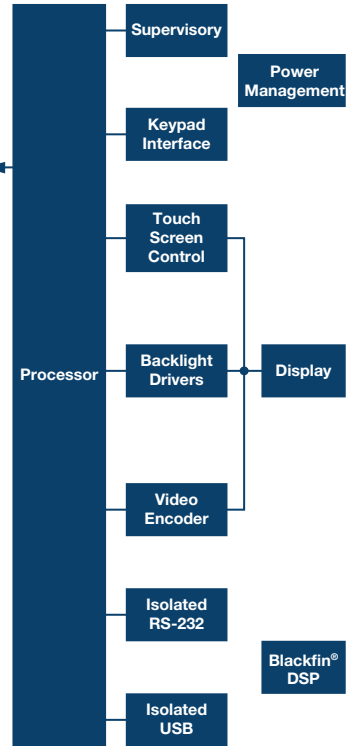 Supervisory
Power
Management
Keypad
Interface
Touch
Screen
Control
Processor
Backlight
Drivers
Display
Video
Encoder
Isolated
RS-232
Blackfin®
DSP
Isolated
USB